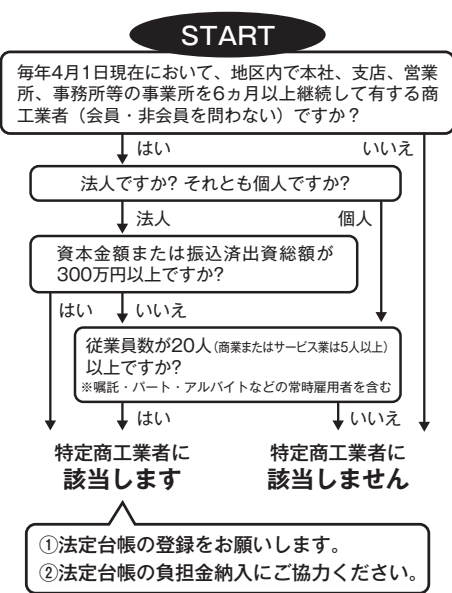 START
毎年4月1日現在において、地区内で本社、支店、営業
所、事務所等の事業所を6ヵ月以上継続して有する商
工業者（会員・非会員を問わない）ですか？
はい
いいえ
法人ですか? それとも個人ですか?
法人
個人
資本金額または振込済出資総額が
300万円以上ですか?
はい
いいえ
従業員数が20人(商業またはサービス業は5人以上)
以上ですか?
※嘱託・パート・アルバイトなどの常時雇用者を含む
はい
いいえ
特定商工業者に
該当します
特定商工業者に
該当しません
①法定台帳の登録をお願いします。
②法定台帳の負担金納入にご協力ください。